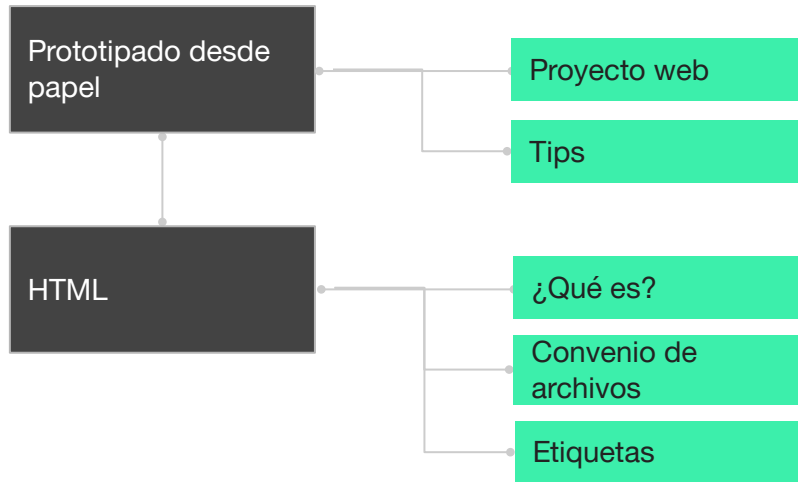 Prototipado desde
papel
Proyecto web
Tips
HTML
¿Qué es?
Convenio de
archivos
Etiquetas